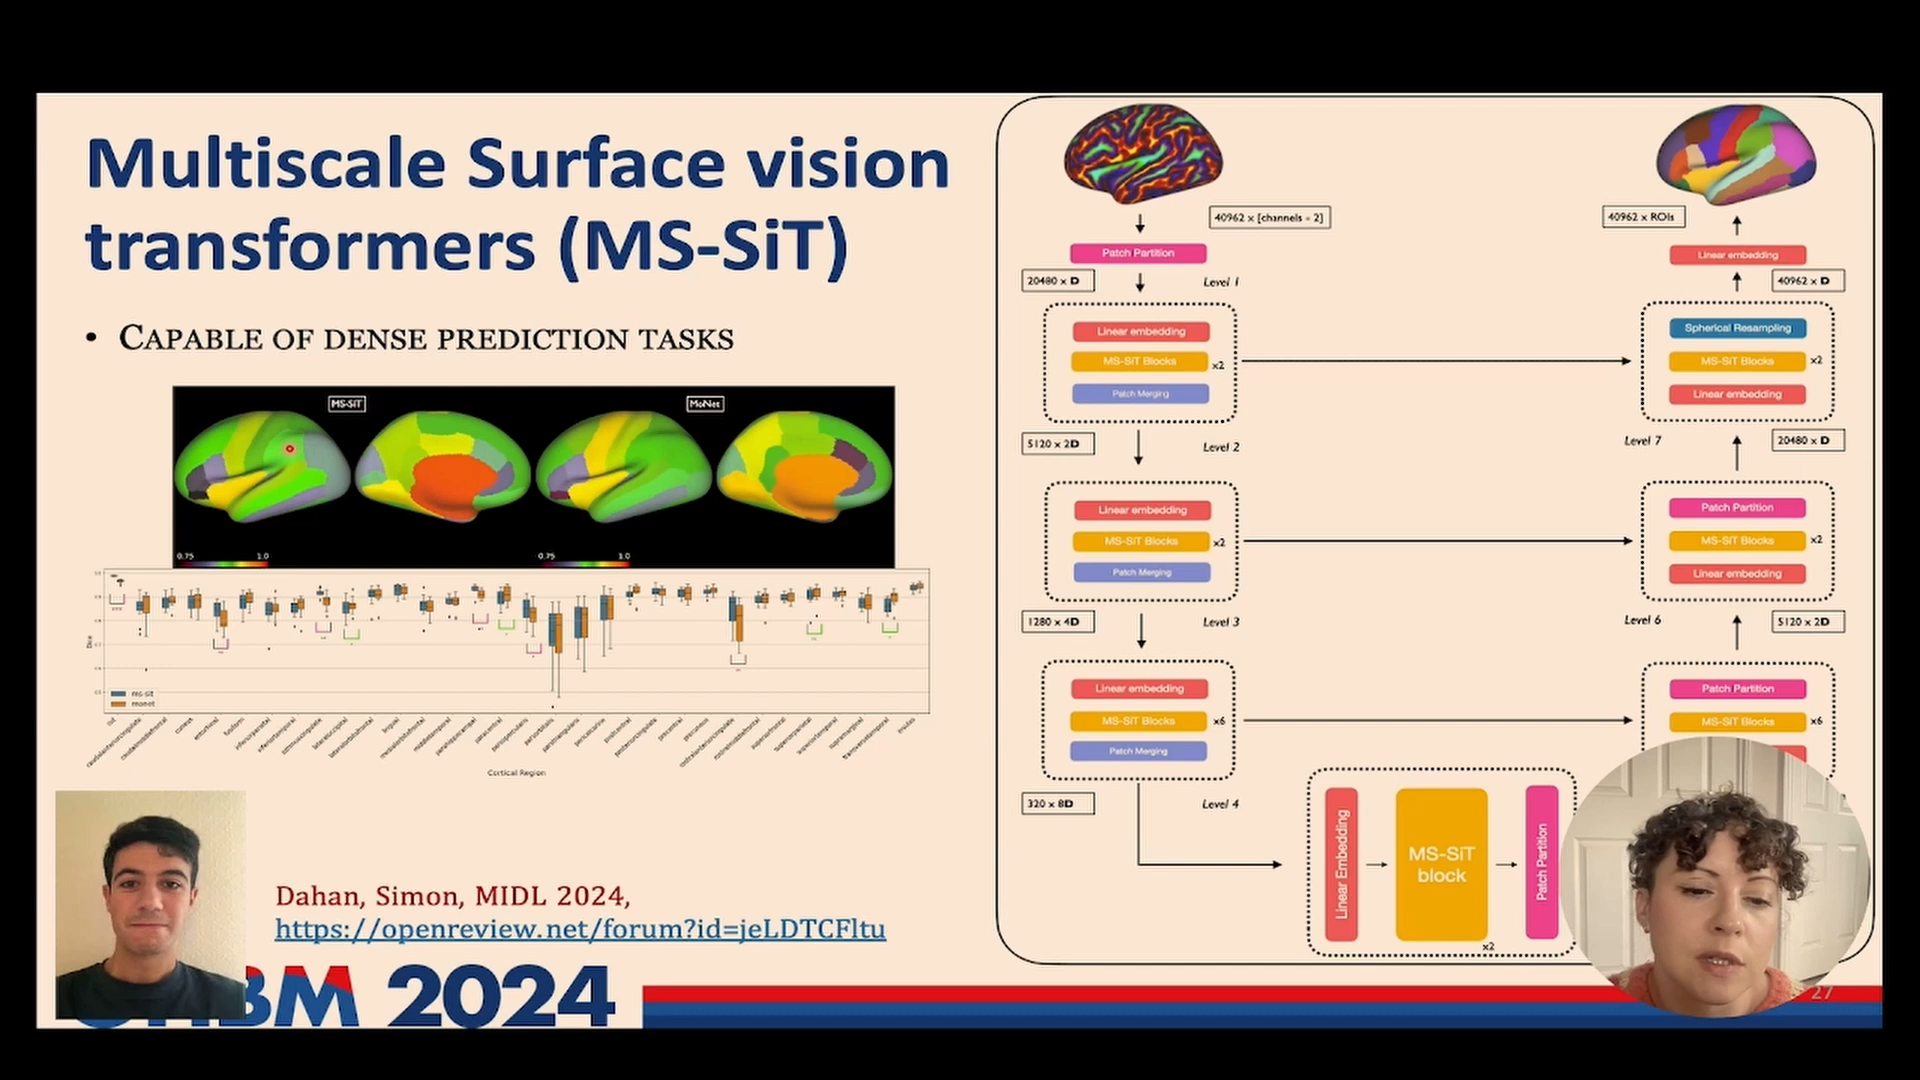 Multiscale Surface vision
transformers (MS-SiT)
• CAPABLE OF DENSE PREDICTION TASKS
MS-SiT
MoNet
0.75
1.0
0.75
1.0
ms-sit
monet
Cortical Region
Dahan, Simon, MIDL 2024,
https://openreview.net/forum?id=jeLDTCFltu
BM 2024
40962 x [channels = 2]
Patch Partition
20480 x D
Level 1
Linear embedding
MS-SiT Blocks
x2
Patch Merging
5120 x 2D
Level 2
Linear embedding
MS-SiT Blocks
x2
Patch Merging
1280 x 4D
Level 3
Linear embedding
MS-SiT Blocks
x6
Patch Merging
320 x 8D
Level 4
Linear Embedding
MS-SiT
block
x2
Patch Partition
40962 x ROIs
Linear embedding
40962 x D
Spherical Resampling
MS-SiT Blocks
x2
Linear embedding
Level 7
20480 x D
Patch Partition
MS-SiT Blocks
x2
Linear embedding
Level 6
5120 x 2D
Patch Partition
MS-SiT Blocks
x6
27